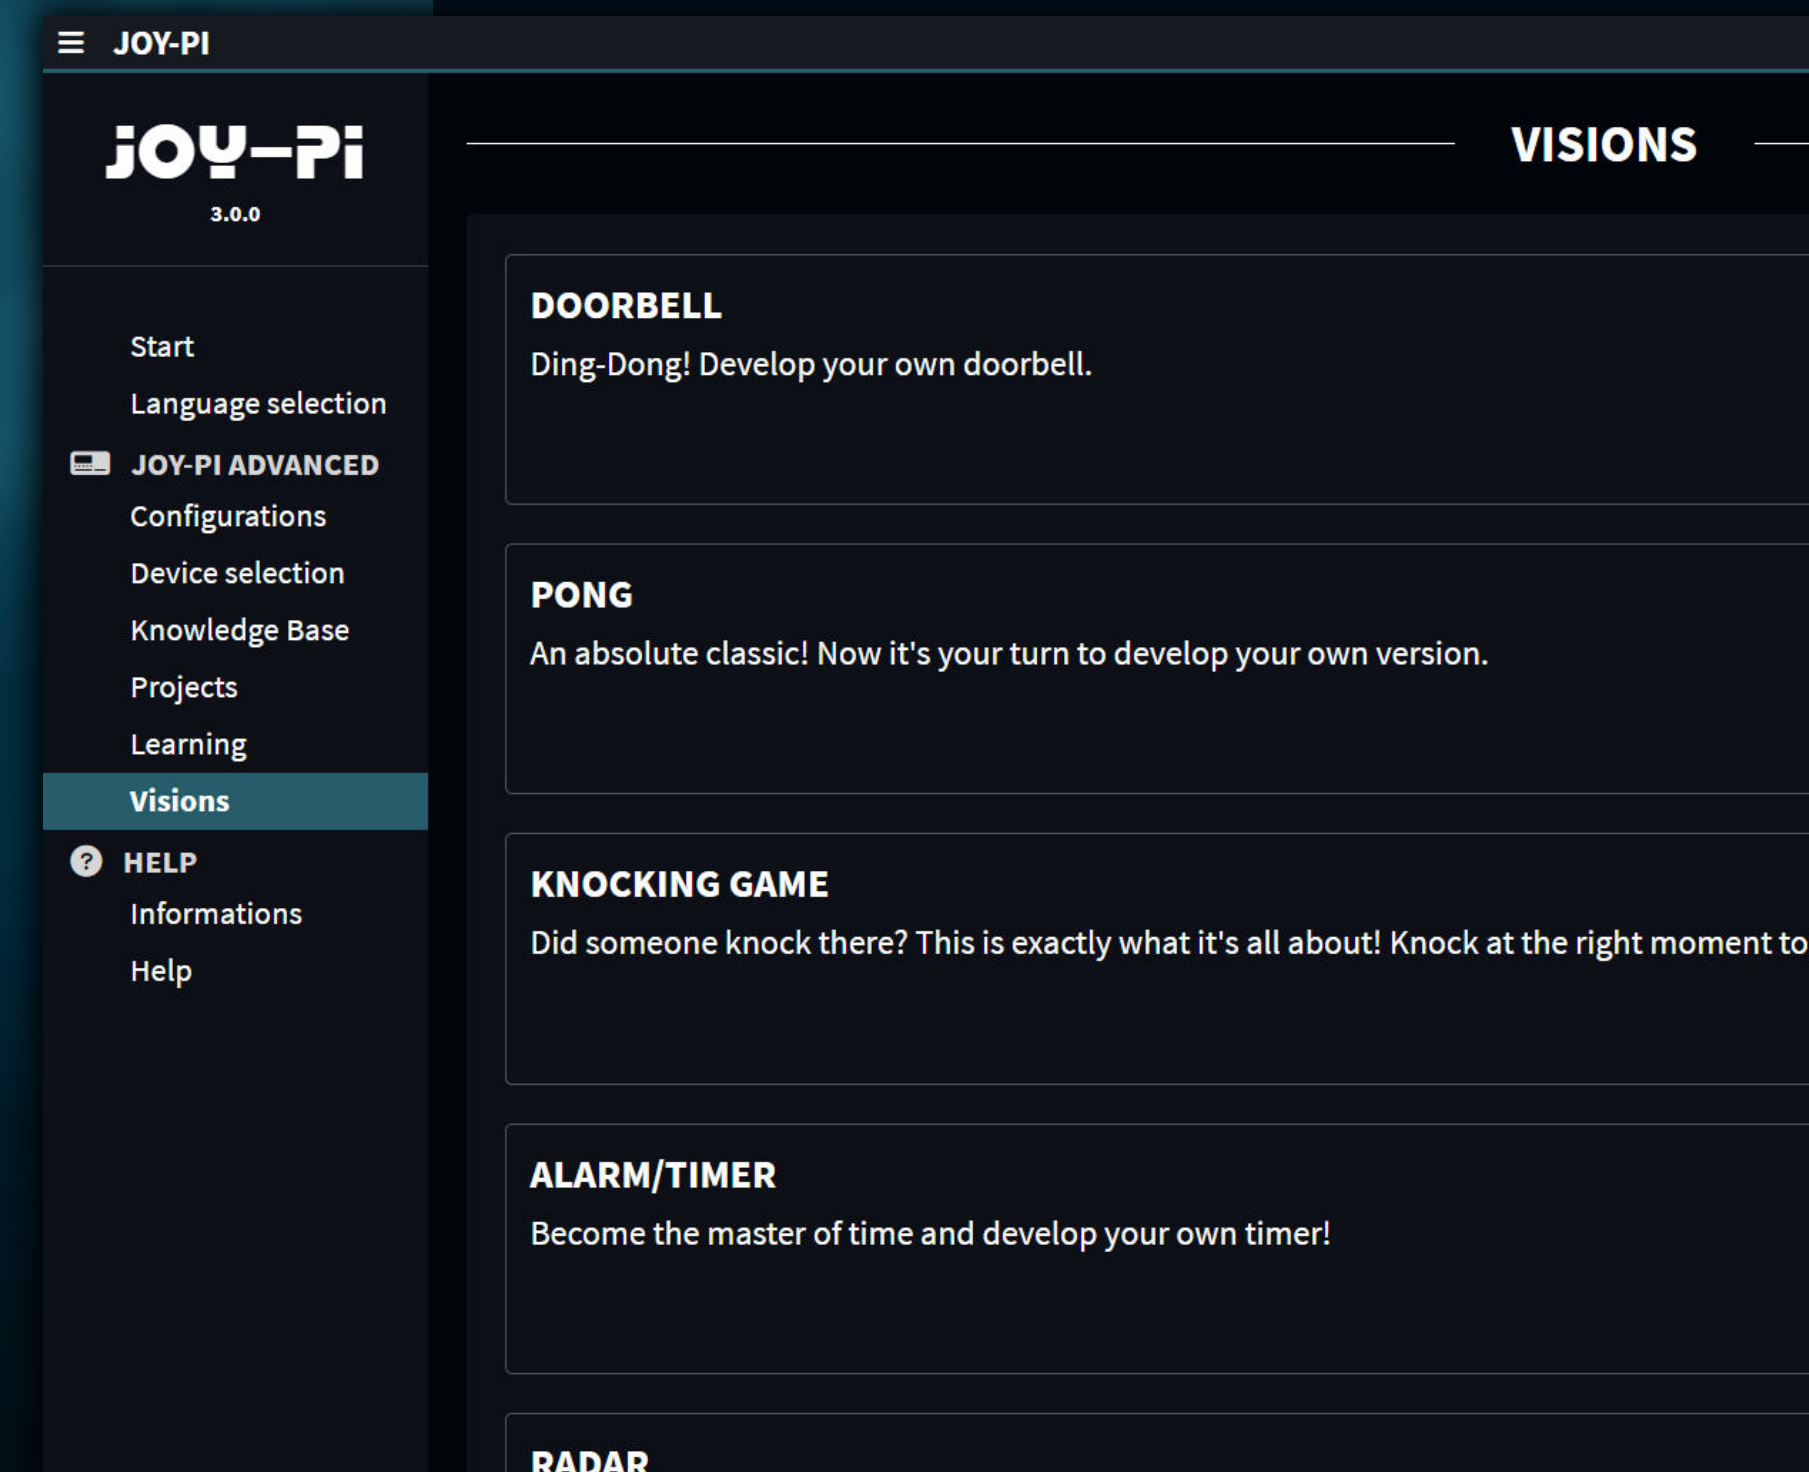 JOY-PI
JOY-Pi
3.0.0
Start
Language selection
JOY-PI ADVANCED
Configurations
Device selection
Knowledge Base
Projects
Learning
Visions
HELP
Informations
Help
VISIONS
DOORBELL
Ding-Dong! Develop your own doorbell.
PONG
An absolute classic! Now it's your turn to develop your own version.
KNOCKING GAME
Did someone knock there? This is exactly what it's all about! Knock at the right moment to
ALARM/TIMER
Become the master of time and develop your own timer!
RADAR